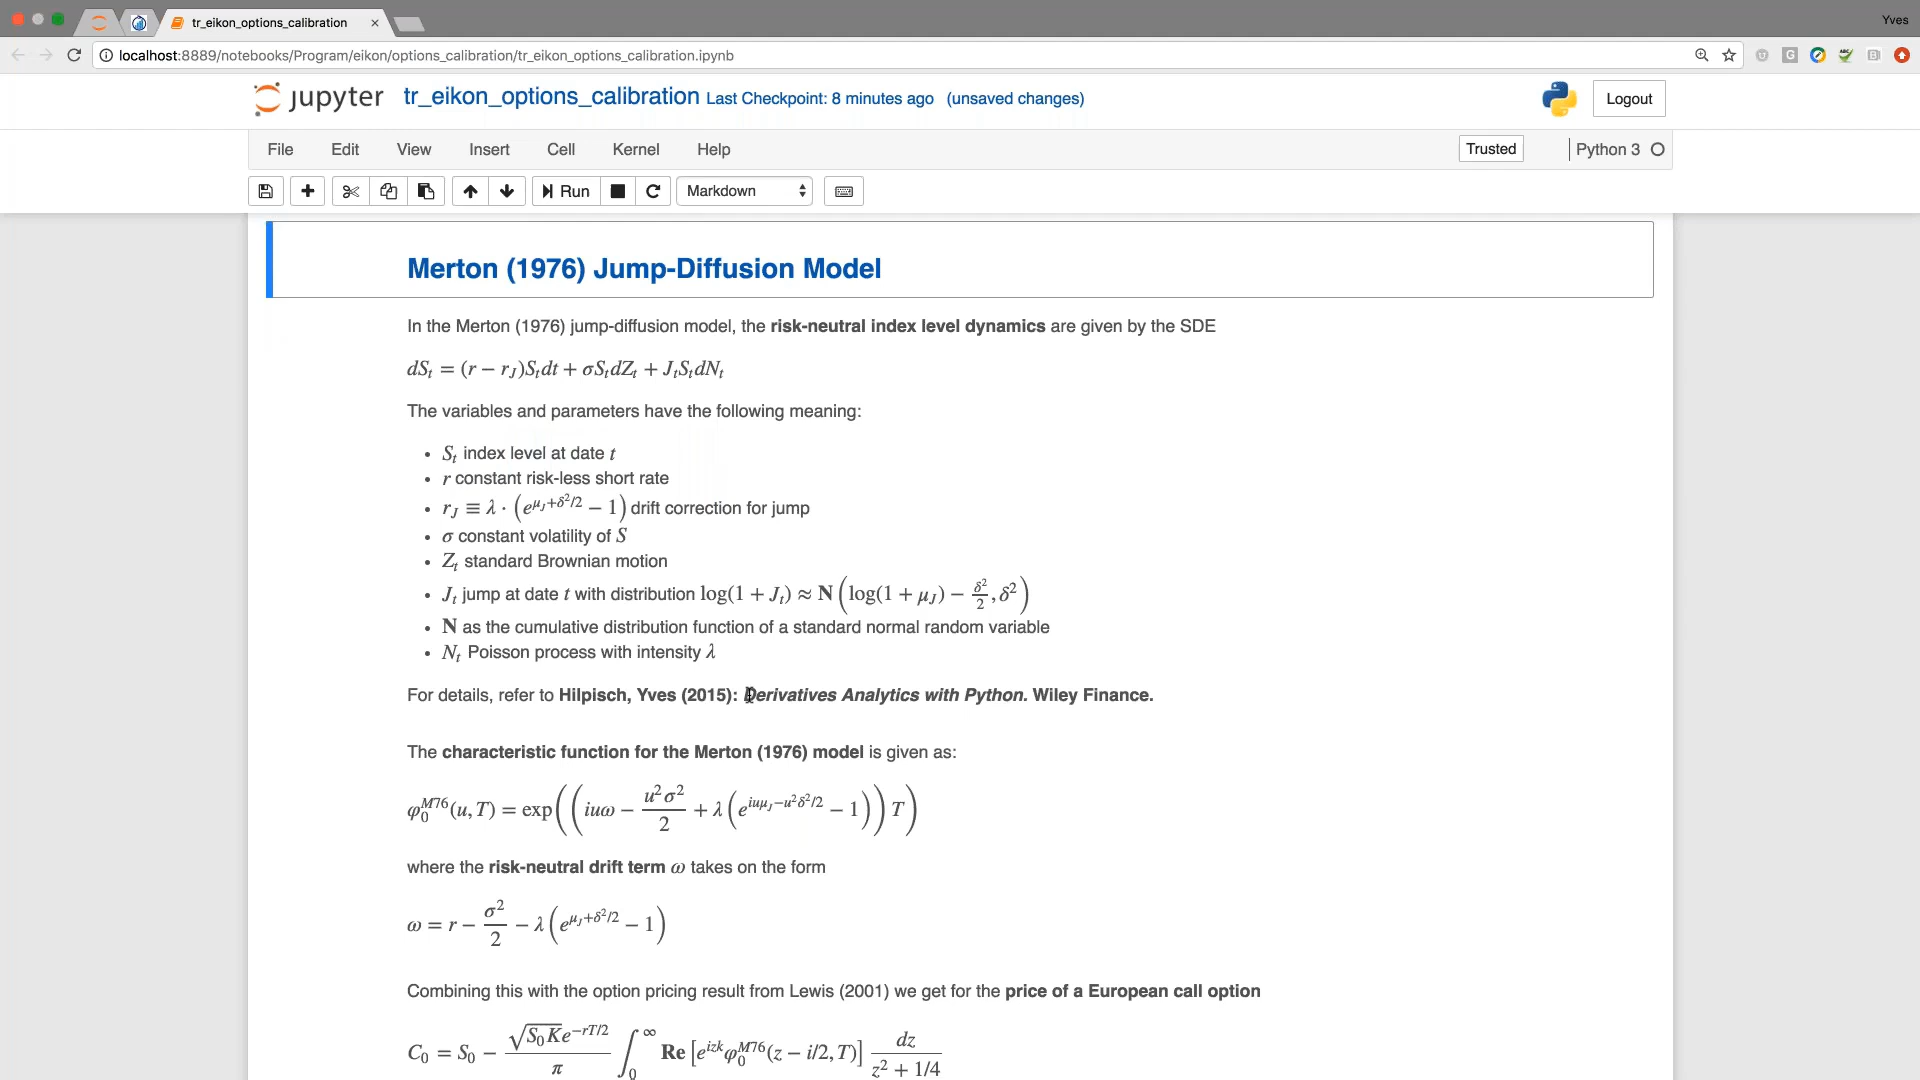 tr_eikon_options_calibration
Yves
localhost:8889/notebooks/Program/eikon/options_calibration/tr_eikon_options_calibration.ipynb
jupyter tr_eikon_options_calibration Last Checkpoint: 8 minutes ago (unsaved changes)
Logout
File Edit View Insert Cell Kernel Help Trusted Python 3
Run Markdown
Merton (1976) Jump-Diffusion Model
In the Merton (1976) jump-diffusion model, the risk-neutral index level dynamics are given by the SDE
dS_t = (r − r_J)S_t dt + σS_t dZ_t + J_t S_t dN_t
The variables and parameters have the following meaning:
• S_t index level at date t
• r constant risk-less short rate
• r_J ≡ λ · (e^{μ_J+δ²/2} − 1) drift correction for jump
• σ constant volatility of S
• Z_t standard Brownian motion
• J_t jump at date t with distribution log(1 + J_t) ≈ N(log(1 + μ_J) − δ²/2, δ²)
• N as the cumulative distribution function of a standard normal random variable
• N_t Poisson process with intensity λ
For details, refer to Hilpisch, Yves (2015): Derivatives Analytics with Python. Wiley Finance.
The characteristic function for the Merton (1976) model is given as:
φ_0^{M76}(u, T) = exp((iuω − u²σ²/2 + λ(e^{iuμ_J−u²δ²/2} − 1))T)
where the risk-neutral drift term ω takes on the form
ω = r − σ²/2 − λ(e^{μ_J+δ²/2} − 1)
Combining this with the option pricing result from Lewis (2001) we get for the price of a European call option
C_0 = S_0 − √(S_0 K)e^{−rT/2}/π ∫_0^∞ Re[e^{izk}φ_0^{M76}(z − i/2, T)] dz/(z² + 1/4)